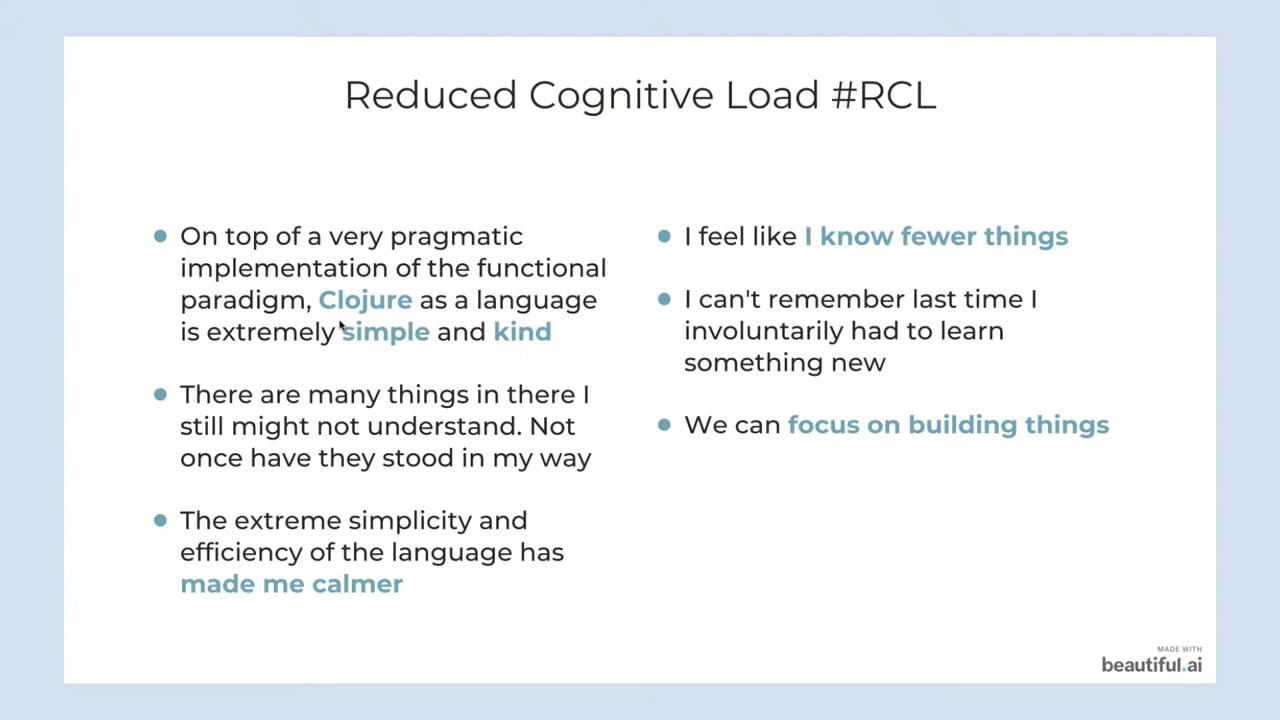 Reduced Cognitive Load #RCL
On top of a very pragmatic
implementation of the functional
paradigm, Clojure as a language
is extremely simple and kind
There are many things in there I
still might not understand. Not
once have they stood in my way
The extreme simplicity and
efficiency of the language has
made me calmer
I feel like I know fewer things
I can't remember last time I
involuntarily had to learn
something new
We can focus on building things
MADE WITH
beautiful.ai